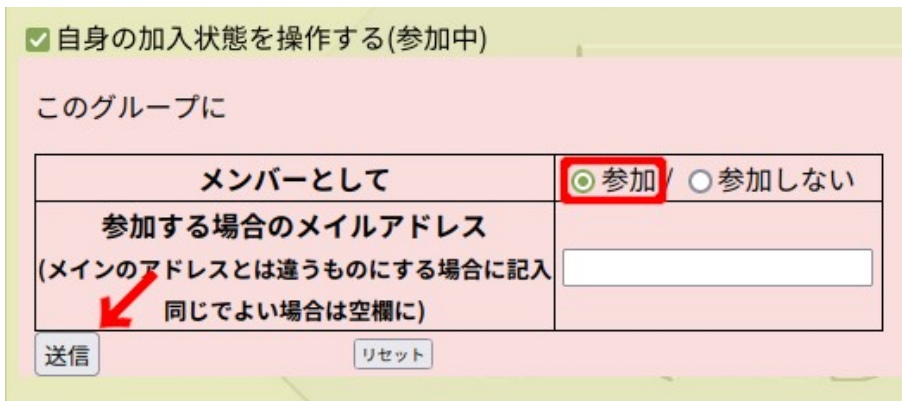 自身の加入状態を操作する(参加中)
このグループに
メンバーとして 参加 / 参加しない
参加する場合のメイルアドレス
(メインのアドレスとは違うものにする場合に記入
同じでよい場合は空欄に)
送信 リセット